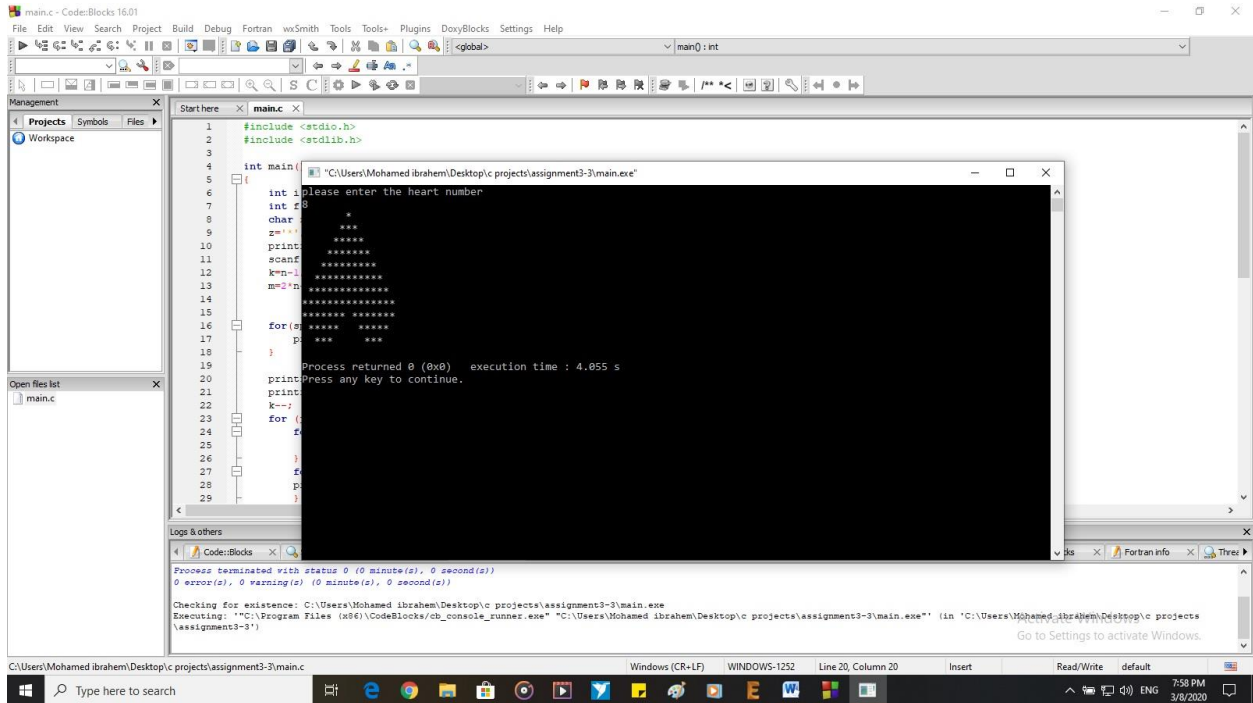 main.c - Code::Blocks 16.01
File Edit View Search Project Build Debug Fortran wxSmith Tools Tools+ Plugins DoxyBlocks Settings Help
<global>
main() : int
Management
Projects Symbols Files
Workspace
Open files list
main.c
Start here main.c
1 #include <stdio.h>
2 #include <stdlib.h>
3
4 int main(
5 {
6 int i
7 int f
8 char
9 z='*'
10 print
11 scanf
12 k=n-1
13 m=2*n
14
15
16 for(s
17 p
18 }
19
20 print
21 print
22 k--;
23 for (
24 f
25
26 }
27 f
28 p
29 }
"C:\Users\Mohamed ibrahem\Desktop\c projects\assignment3-3\main.exe"
please enter the heart number
8
       *
      ***
     *****
    *******
   *********
  ***********
 *************
***************
******* *******
 *****   *****
  ***     ***
Process returned 0 (0x0) execution time : 4.055 s
Press any key to continue.
Logs & others
Code::Blocks
Fortran info
Process terminated with status 0 (0 minute(s), 0 second(s))
0 error(s), 0 warning(s) (0 minute(s), 0 second(s))
Checking for existence: C:\Users\Mohamed ibrahem\Desktop\c projects\assignment3-3\main.exe
Executing: '"C:\Program Files (x86)\CodeBlocks/cb_console_runner.exe" "C:\Users\Mohamed ibrahem\Desktop\c projects\assignment3-3\main.exe"' (in 'C:\Users\Mohamed ibrahem\Desktop\c projects
\assignment3-3')
Activate Windows
Go to Settings to activate Windows.
C:\Users\Mohamed ibrahem\Desktop\c projects\assignment3-3\main.c
Windows (CR+LF) WINDOWS-1252 Line 20, Column 20 Insert Read/Write default
Type here to search
ENG
7:58 PM
3/8/2020